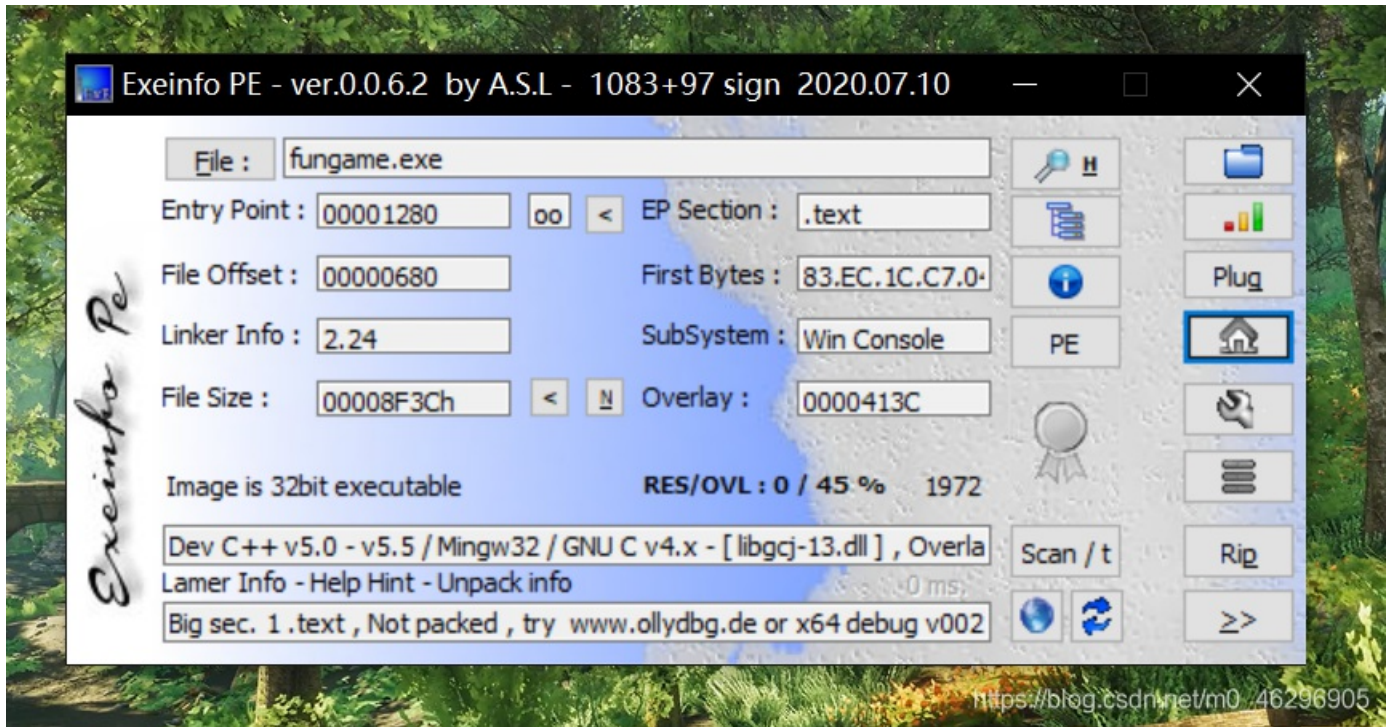 Exeinfo PE - ver.0.0.6.2 by A.S.L - 1083+97 sign 2020.07.10
Exeinfo Pe
File : fungame.exe H
Entry Point : 00001280 oo < EP Section : .text
File Offset : 00000680 First Bytes : 83.EC.1C.C7.0 Plug
Linker Info : 2.24 SubSystem : Win Console PE
File Size : 00008F3Ch < N Overlay : 0000413C
Image is 32bit executable RES/OVL : 0 / 45 % 1972
Dev C++ v5.0 - v5.5 / Mingw32 / GNU C v4.x - [ libgcj-13.dll ] , Overla Scan / t Rip
Lamer Info - Help Hint - Unpack info 0 ms.
Big sec. 1 .text , Not packed , try www.ollydbg.de or x64 debug v002 >>
https://blog.csdn.net/m0_46296905